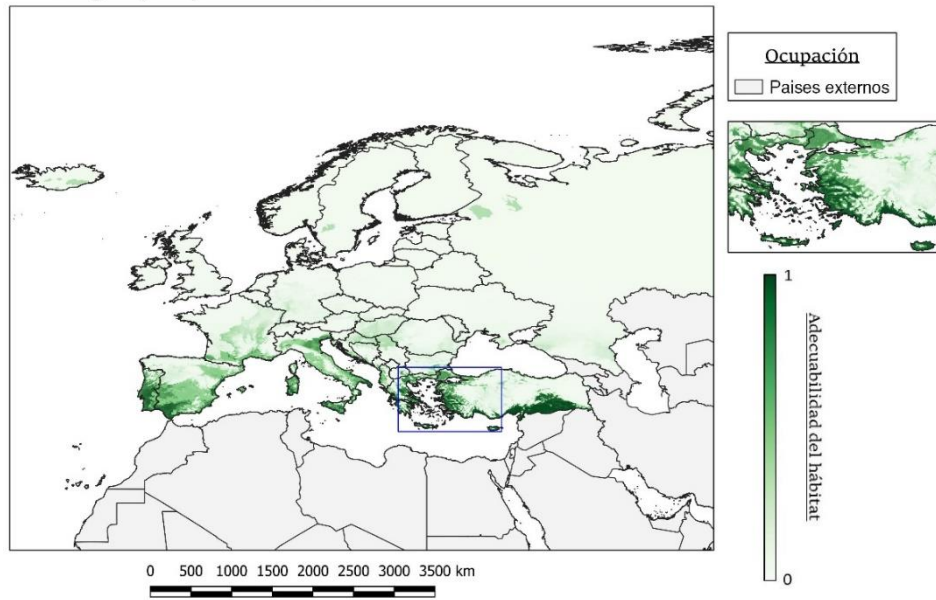 Ocupación
Paises externos
1
Adecuabilidad del hábitat
0
0 500 1000 1500 2000 2500 3000 3500 km